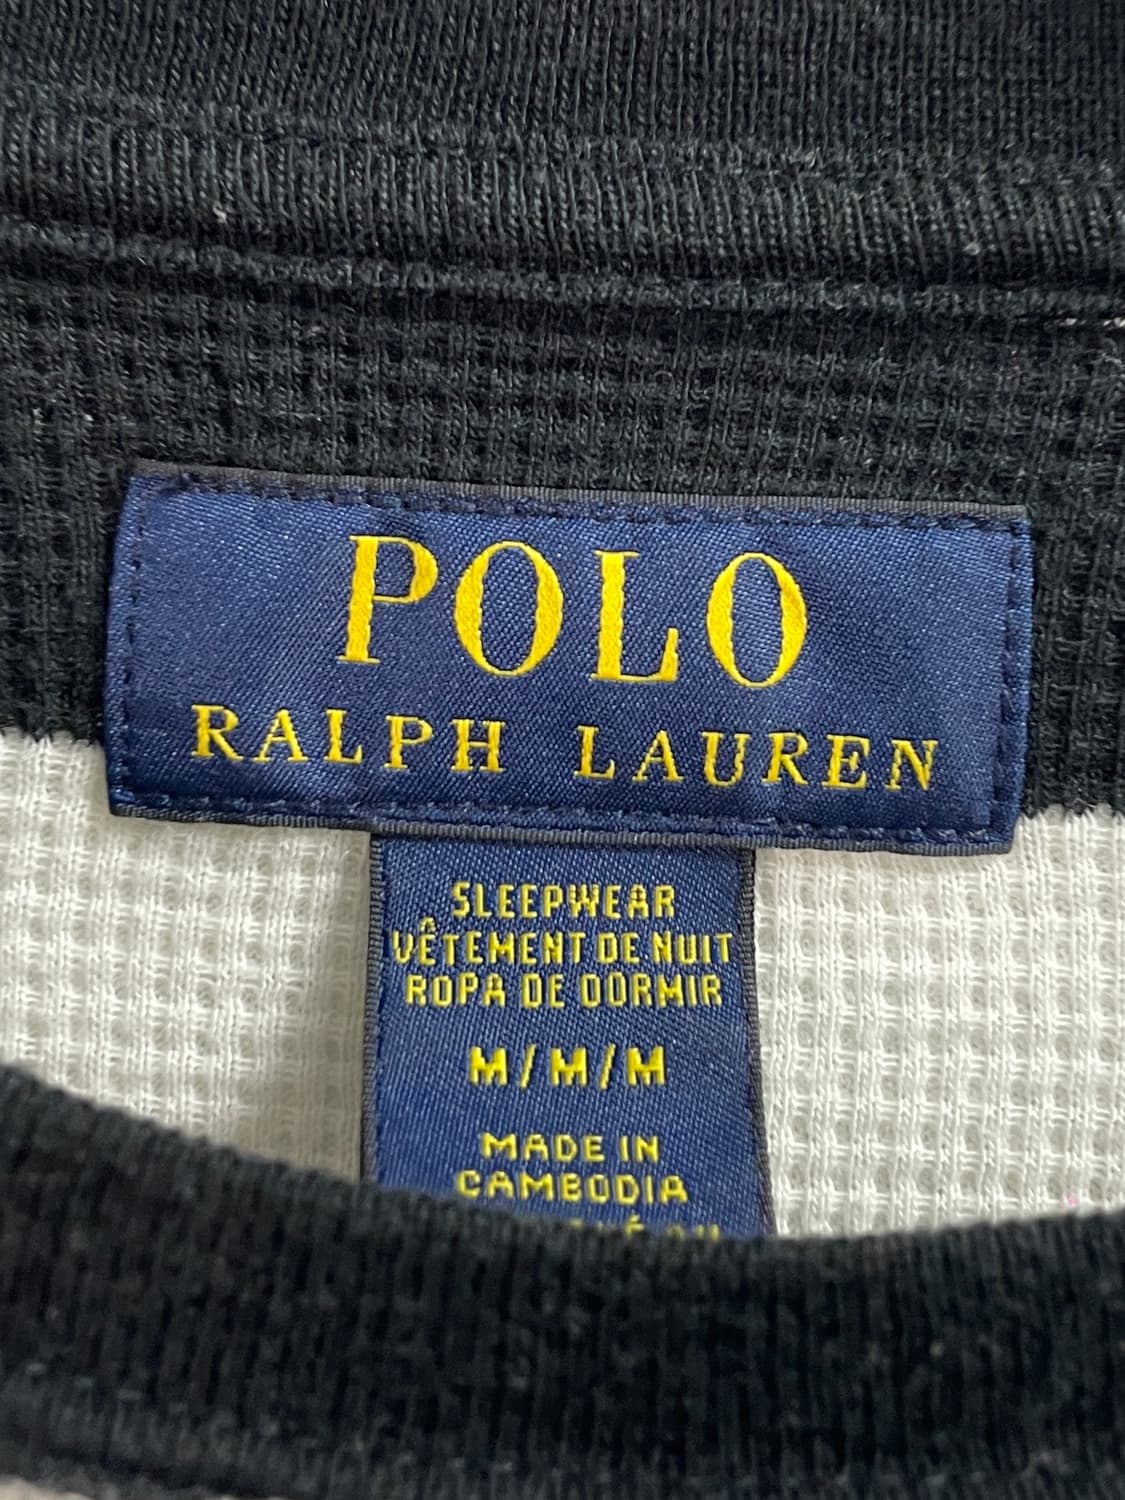 POLO
RALPH LAUREN
SLEEPWEAR
VÊTEMENT DE NUIT
ROPA DE DORMIR
M/M/M
MADE IN
CAMBODIA